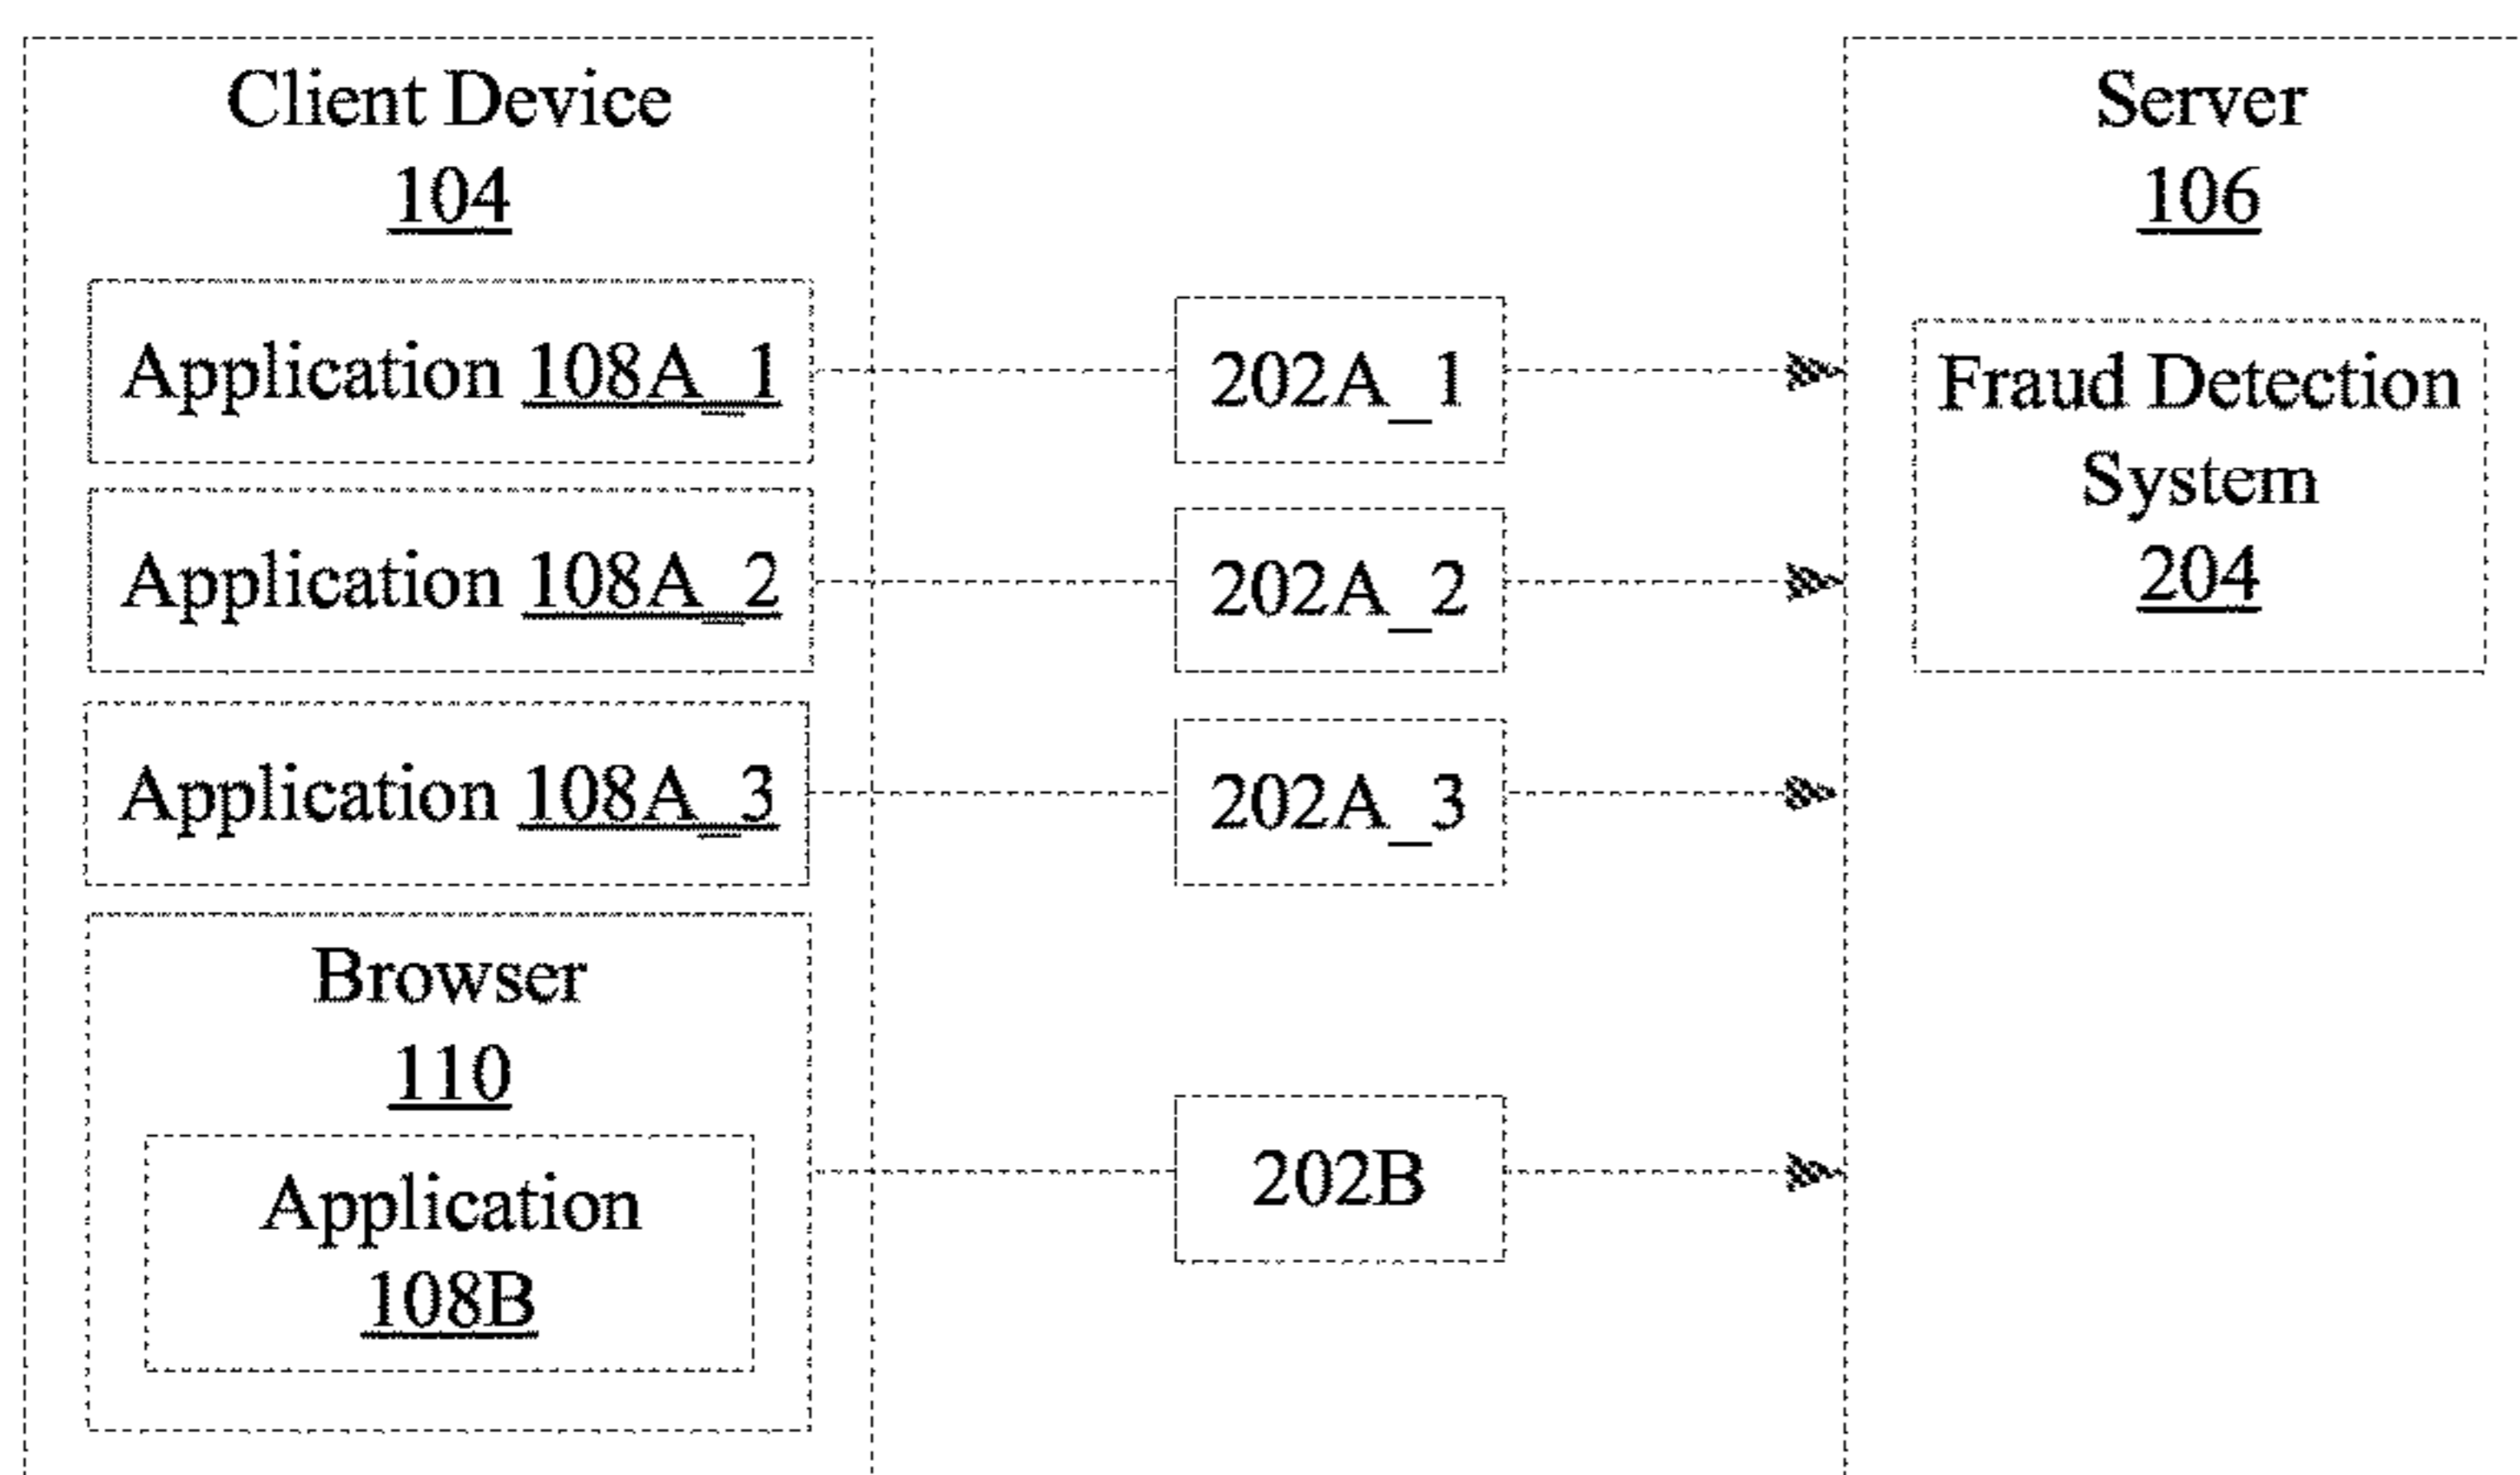 Client Device
104
Application 108A_1
Application 108A_2
Application 108A_3
Browser
110
Application
108B
202A_1
202A_2
202A_3
202B
Server
106
Fraud Detection
System
204